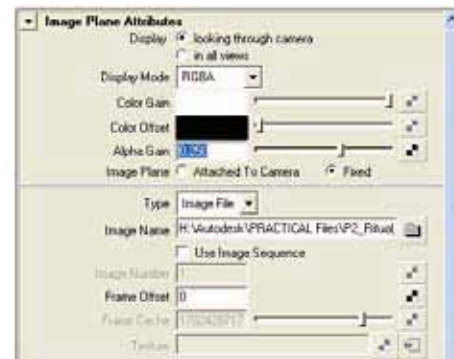 Image Plane Attributes
Display looking through camera
in all views
Display Mode RGBA
Color Gain
Color Offset
Alpha Gain
Image Plane Attached To Camera Fixed
Type Image File
Image Name H:\Autodesk\PRACTICAL Files\P2_Ritual
Use Image Sequence
Image Number 1
Frame Offset 0
Frame Cache
Texture